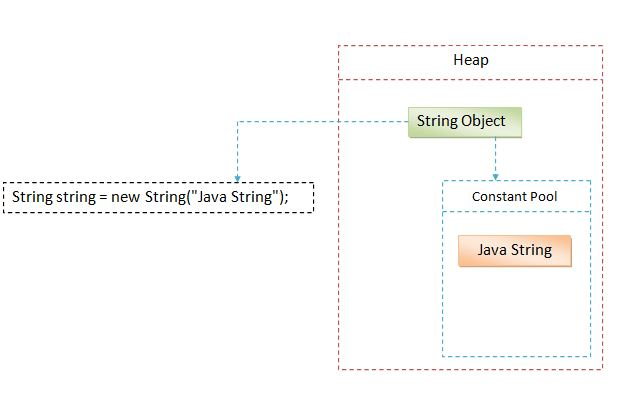 Heap
String Object
String string = new String("Java String");
Constant Pool
Java String